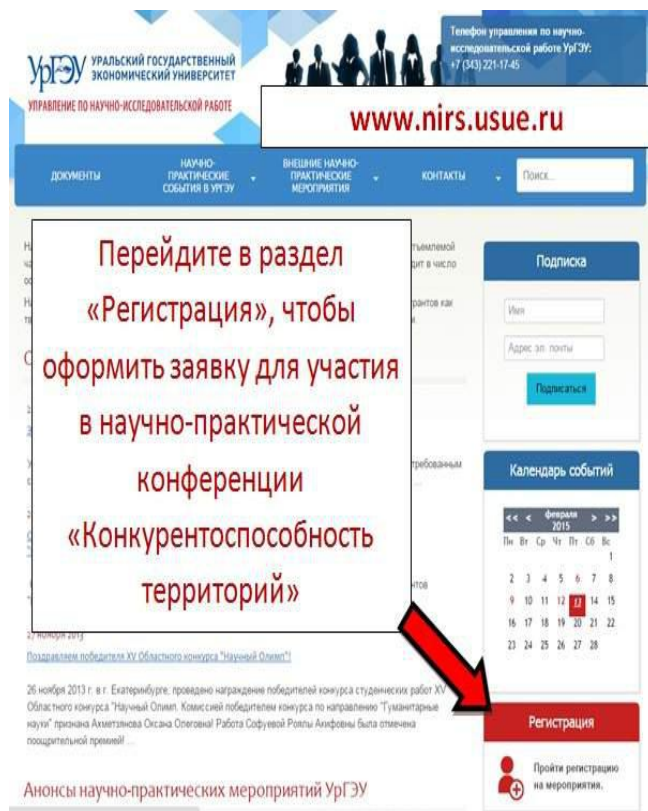 УрГЭУ
УРАЛЬСКИЙ ГОСУДАРСТВЕННЫЙ
ЭКОНОМИЧЕСКИЙ УНИВЕРСИТЕТ
УПРАВЛЕНИЕ ПО НАУЧНО-ИССЛЕДОВАТЕЛЬСКОЙ РАБОТЕ
Телефон управления по научно-
исследовательской работе УрГЭУ:
+7 (343) 221-17-45
www.nirs.usue.ru
ДОКУМЕНТЫ
НАУЧНО-
ПРАКТИЧЕСКИЕ
СОБЫТИЯ В УРГЭУ
ВНЕШНИЕ НАУЧНО-
ПРАКТИЧЕСКИЕ
МЕРОПРИЯТИЯ
КОНТАКТЫ
Поиск...
Перейдите в раздел
«Регистрация», чтобы
оформить заявку для участия
в научно-практической
конференции
«Конкурентоспособность
территорий»
Подписка
Имя
Адрес эл. почты
Подписаться
Календарь событий
<< < февраля > >>
2015
Пн Вт Ср Чт Пт Сб Вс
1
2 3 4 5 6 7 8
9 10 11 12 13 14 15
16 17 18 19 20 21 22
23 24 25 26 27 28
27 ноября 2013
Поздравляем победителя XV Областного конкурса "Научный Олимп"!
26 ноября 2013 г. в г. Екатеринбурге, проведено награждение победителей конкурса студенческих работ XV
Областного конкурса "Научный Олимп. Комиссией победителем конкурса по направлению "Гуманитарные
науки" признана Ахметзянова Оксана Олеговна! Работа Софуевой Роялы Акифовны была отмечена
поощрительной премией! ...
Регистрация
Пройти регистрацию
на мероприятия.
Анонсы научно-практических мероприятий УрГЭУ